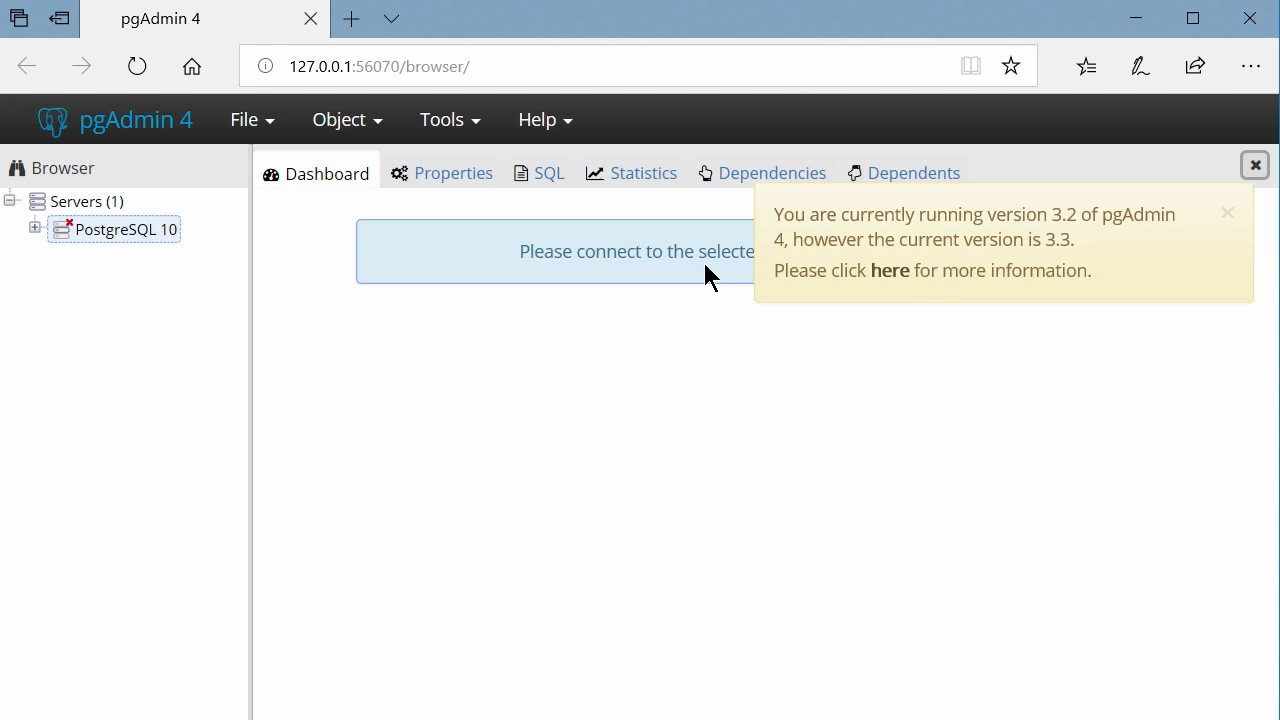 pgAdmin 4
127.0.0.1:56070/browser/
pgAdmin 4 File Object Tools Help
Browser
Dashboard Properties SQL Statistics Dependencies Dependents
Servers (1)
PostgreSQL 10
Please connect to the selecte
You are currently running version 3.2 of pgAdmin
4, however the current version is 3.3.
Please click here for more information.